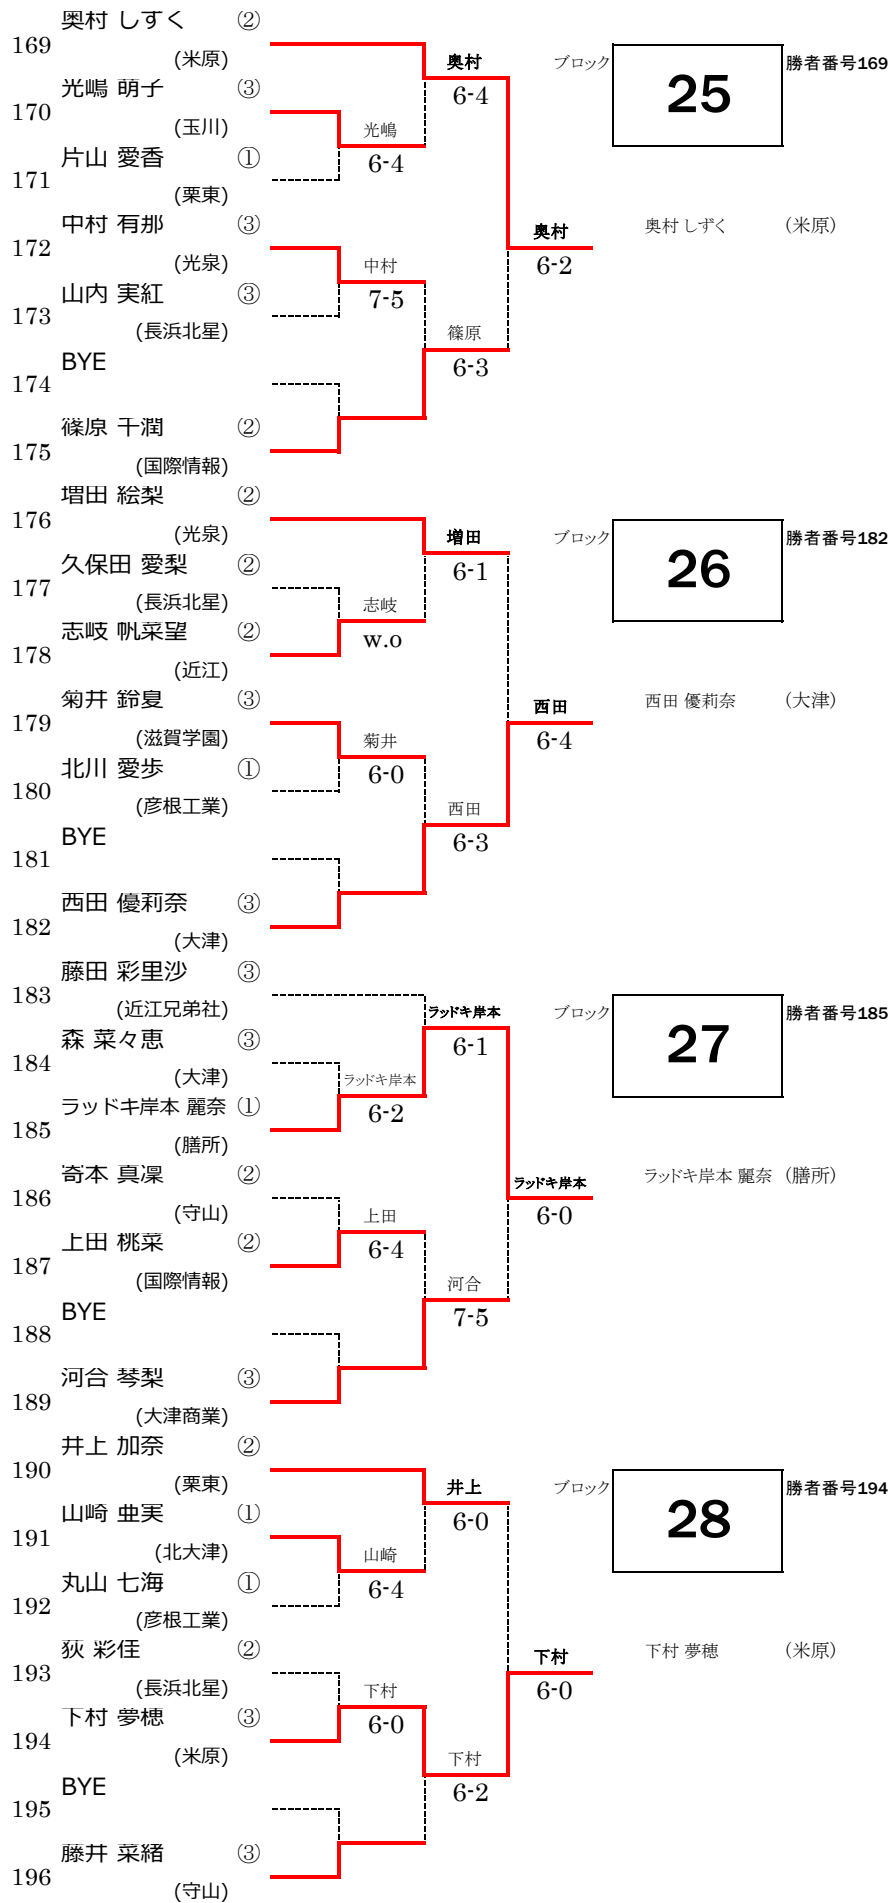 奥村 しずく ②
169
(米原)
奥村
6-4
ブロック
25
勝者番号169
光嶋 萌子 ③
170
(玉川)
光嶋
6-4
片山 愛香 ①
171
(栗東)
中村 有那 ③
172
(光泉)
中村
7-5
奥村
6-2
奥村 しずく (米原)
山内 実紅 ③
173
(長浜北星)
篠原
6-3
BYE
174
篠原 千潤 ②
175
(国際情報)
増田 絵梨 ②
176
(光泉)
増田
6-1
ブロック
26
勝者番号182
久保田 愛梨 ②
177
(長浜北星)
志岐
w.o
志岐 帆菜望 ②
178
(近江)
菊井 鈴夏 ③
179
(滋賀学園)
菊井
6-0
西田
6-4
西田 優莉奈 (大津)
北川 愛歩 ①
180
(彦根工業)
西田
6-3
BYE
181
西田 優莉奈 ③
182
(大津)
藤田 彩里沙 ③
183
(近江兄弟社)
ラッドキ岸本
6-1
ブロック
27
勝者番号185
森 菜々恵 ③
184
(大津)
ラッドキ岸本
6-2
ラッドキ岸本 麗奈 ①
185
(膳所)
寄本 真凜 ②
186
(守山)
上田
6-4
ラッドキ岸本
6-0
ラッドキ岸本 麗奈 (膳所)
上田 桃菜 ②
187
(国際情報)
河合
7-5
BYE
188
河合 琴梨 ③
189
(大津商業)
井上 加奈 ②
190
(栗東)
井上
6-0
ブロック
28
勝者番号194
山崎 亜実 ①
191
(北大津)
山崎
6-4
丸山 七海 ①
192
(彦根工業)
荻 彩佳 ②
193
(長浜北星)
下村
6-0
下村
6-0
下村 夢穂 (米原)
下村 夢穂 ③
194
(米原)
下村
6-2
BYE
195
藤井 菜緒 ③
196
(守山)